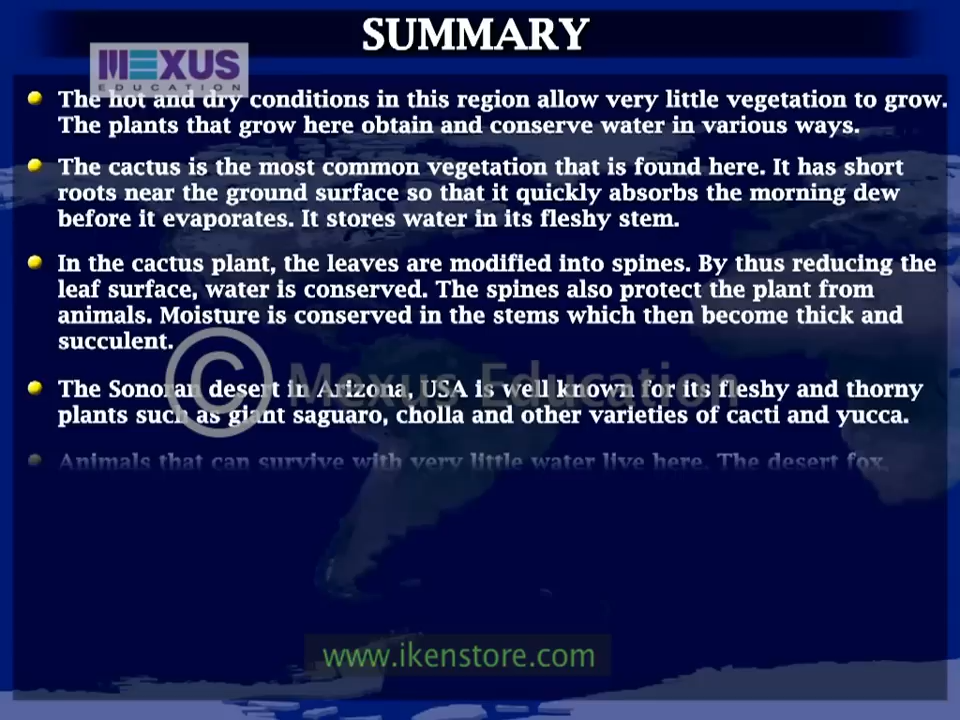 SUMMARY
MEXUS
EDUCATION
The hot and dry conditions in this region allow very little vegetation to grow.
The plants that grow here obtain and conserve water in various ways.
The cactus is the most common vegetation that is found here. It has short
roots near the ground surface so that it quickly absorbs the morning dew
before it evaporates. It stores water in its fleshy stem.
In the cactus plant, the leaves are modified into spines. By thus reducing the
leaf surface, water is conserved. The spines also protect the plant from
animals. Moisture is conserved in the stems which then become thick and
succulent.
© Mexus Education
The Sonoran desert in Arizona, USA is well known for its fleshy and thorny
plants such as giant saguaro, cholla and other varieties of cacti and yucca.
Animals that can survive with very little water live here. The desert fox,
www.ikenstore.com